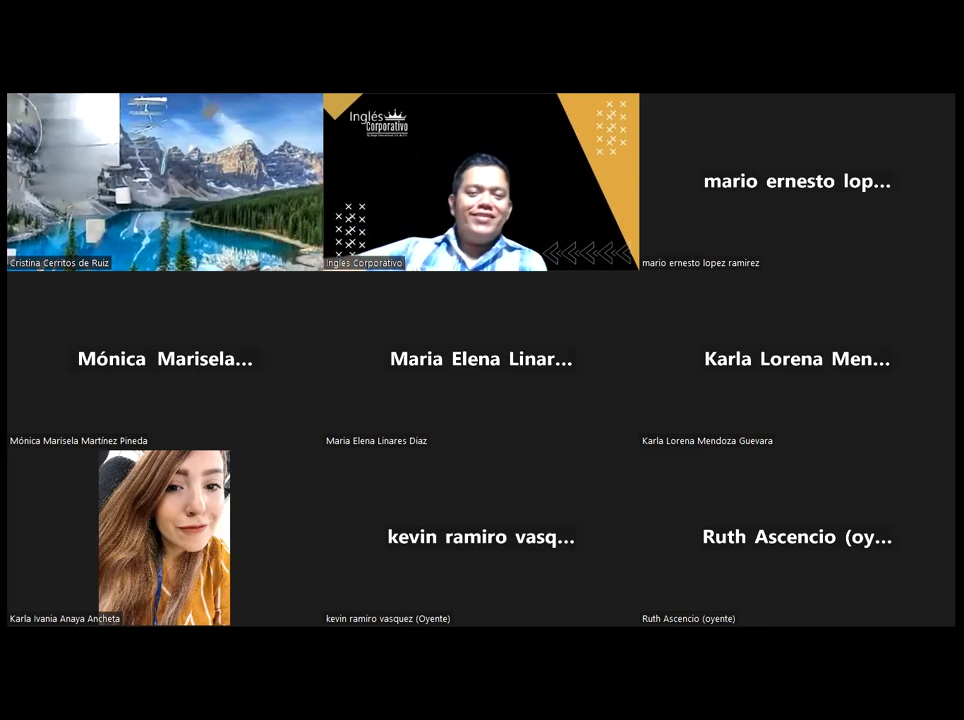 Inglés
Corporativo
mario ernesto lop...
Cristina Cerritos de Ruiz
Ingles Corporativo
mario ernesto lopez ramirez
Mónica Marisela...
Maria Elena Linar...
Karla Lorena Men...
Mónica Marisela Martínez Pineda
Maria Elena Linares Diaz
Karla Lorena Mendoza Guevara
kevin ramiro vasq...
Ruth Ascencio (oy...
Karla Ivania Anaya Ancheta
kevin ramiro vasquez (Oyente)
Ruth Ascencio (oyente)